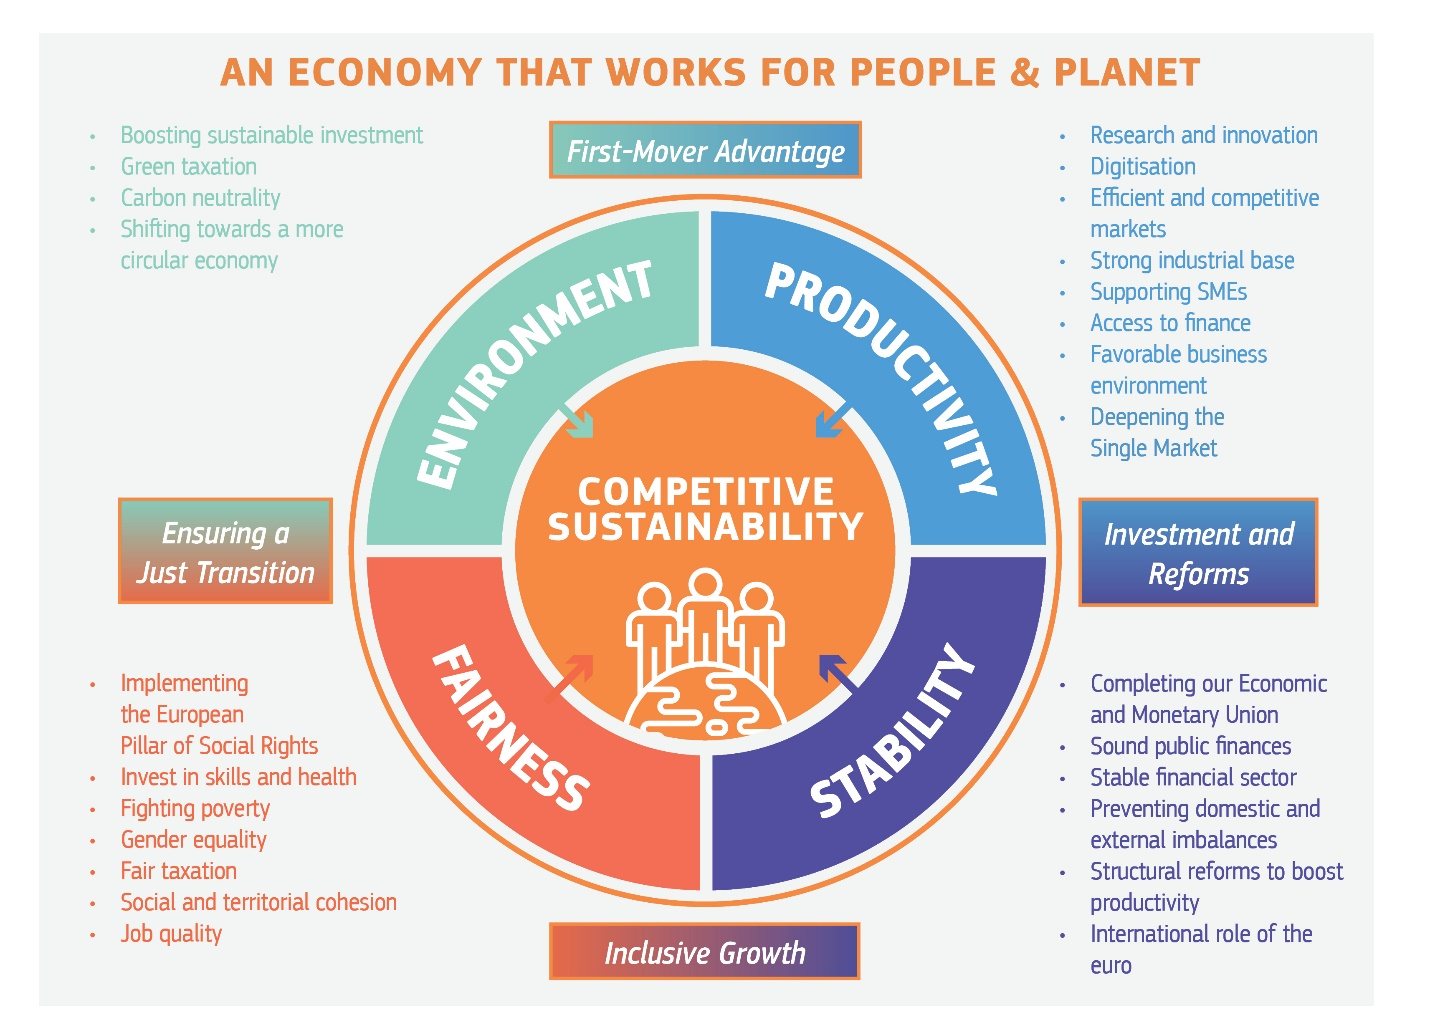 AN ECONOMY THAT WORKS FOR PEOPLE & PLANET
• Boosting sustainable investment
• Green taxation
• Carbon neutrality
• Shifting towards a more
circular economy
First-Mover Advantage
• Research and innovation
• Digitisation
• Efficient and competitive
markets
• Strong industrial base
• Supporting SMEs
• Access to finance
• Favorable business
environment
• Deepening the
Single Market
ENVIRONMENT
PRODUCTIVITY
COMPETITIVE
SUSTAINABILITY
Ensuring a
Just Transition
Investment and
Reforms
FAIRNESS
STABILITY
• Implementing
the European
Pillar of Social Rights
• Invest in skills and health
• Fighting poverty
• Gender equality
• Fair taxation
• Social and territorial cohesion
• Job quality
• Completing our Economic
and Monetary Union
• Sound public finances
• Stable financial sector
• Preventing domestic and
external imbalances
• Structural reforms to boost
productivity
• International role of the
euro
Inclusive Growth